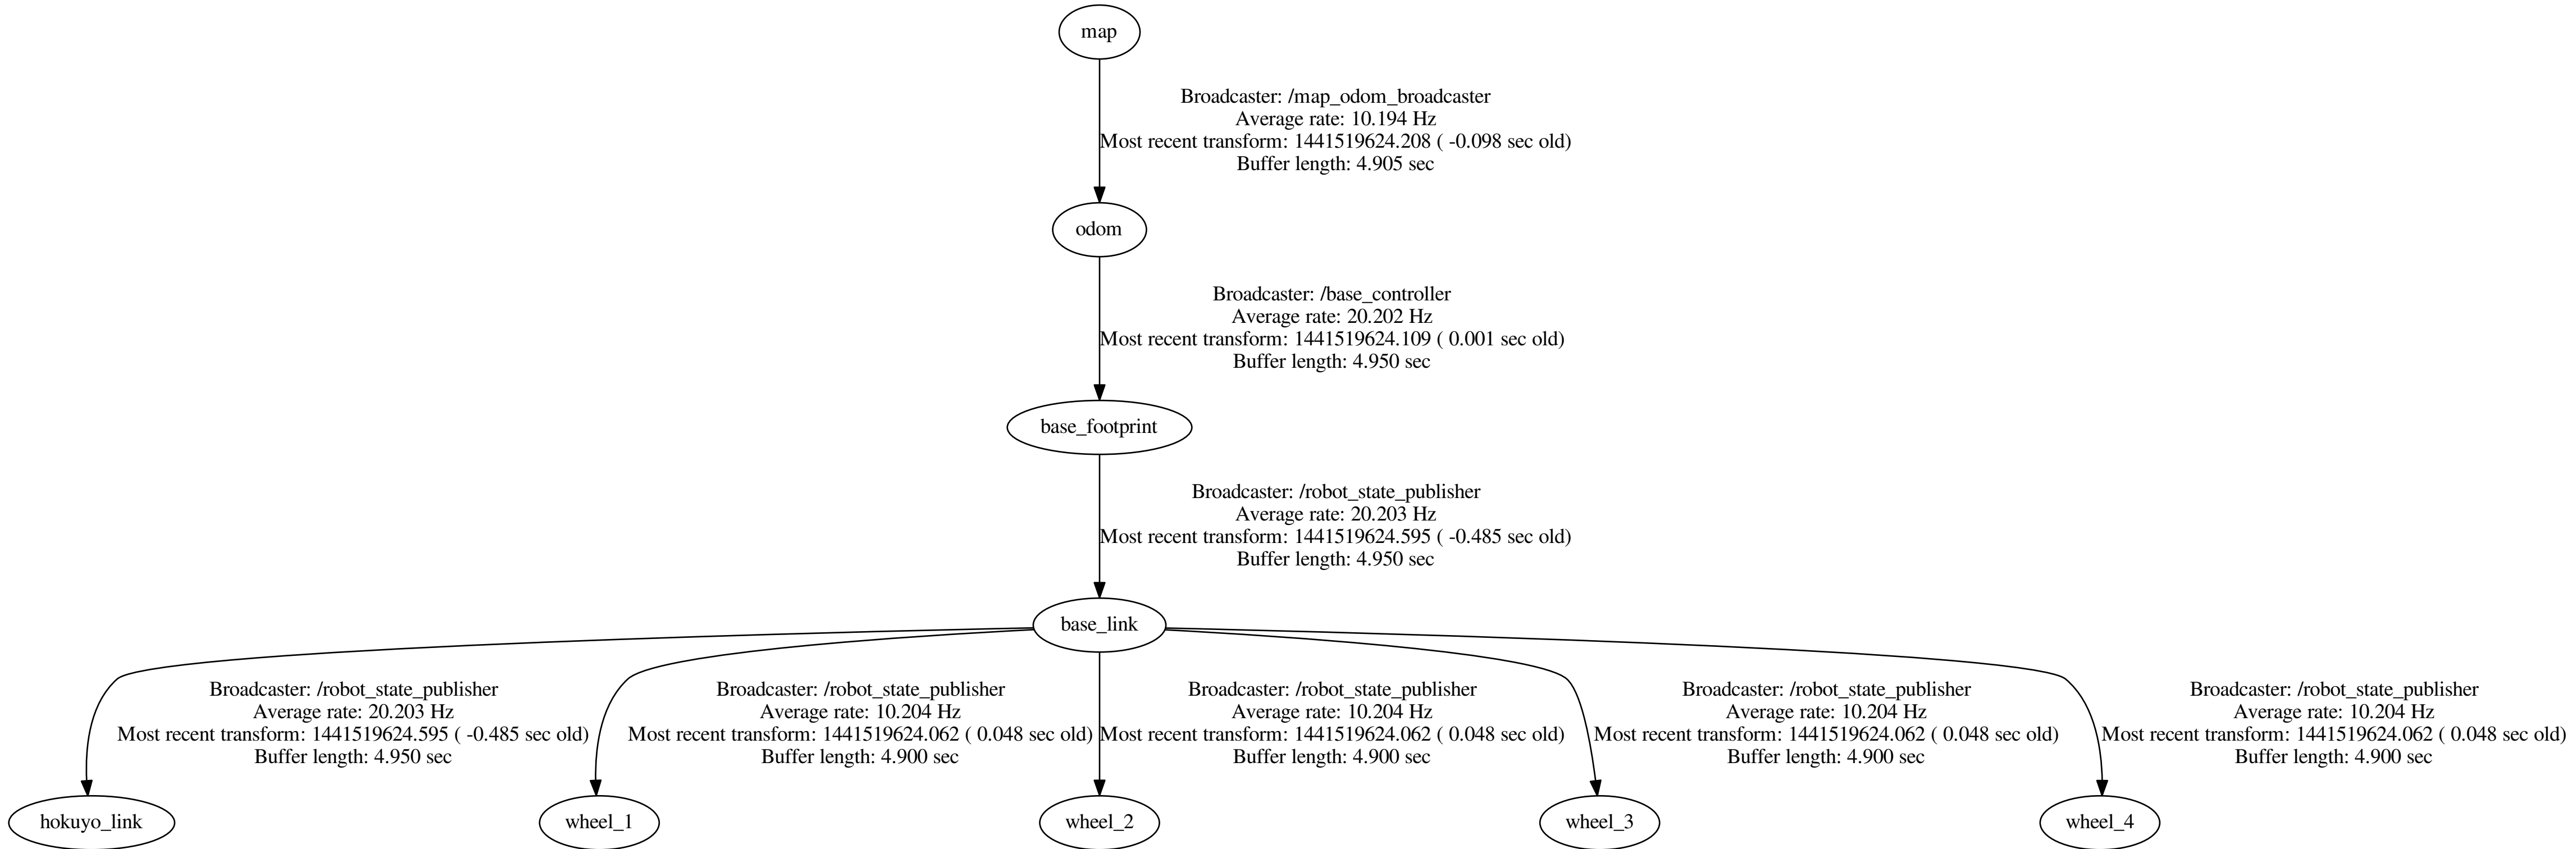 map
Broadcaster: /map_odom_broadcaster
Average rate: 10.194 Hz
Most recent transform: 1441519624.208 ( -0.098 sec old)
Buffer length: 4.905 sec
odom
Broadcaster: /base_controller
Average rate: 20.202 Hz
Most recent transform: 1441519624.109 ( 0.001 sec old)
Buffer length: 4.950 sec
base_footprint
Broadcaster: /robot_state_publisher
Average rate: 20.203 Hz
Most recent transform: 1441519624.595 ( -0.485 sec old)
Buffer length: 4.950 sec
base_link
Broadcaster: /robot_state_publisher
Average rate: 20.203 Hz
Most recent transform: 1441519624.595 ( -0.485 sec old)
Buffer length: 4.950 sec
Broadcaster: /robot_state_publisher
Average rate: 10.204 Hz
Most recent transform: 1441519624.062 ( 0.048 sec old)
Buffer length: 4.900 sec
Broadcaster: /robot_state_publisher
Average rate: 10.204 Hz
Most recent transform: 1441519624.062 ( 0.048 sec old)
Buffer length: 4.900 sec
Broadcaster: /robot_state_publisher
Average rate: 10.204 Hz
Most recent transform: 1441519624.062 ( 0.048 sec old)
Buffer length: 4.900 sec
Broadcaster: /robot_state_publisher
Average rate: 10.204 Hz
Most recent transform: 1441519624.062 ( 0.048 sec old)
Buffer length: 4.900 sec
hokuyo_link
wheel_1
wheel_2
wheel_3
wheel_4